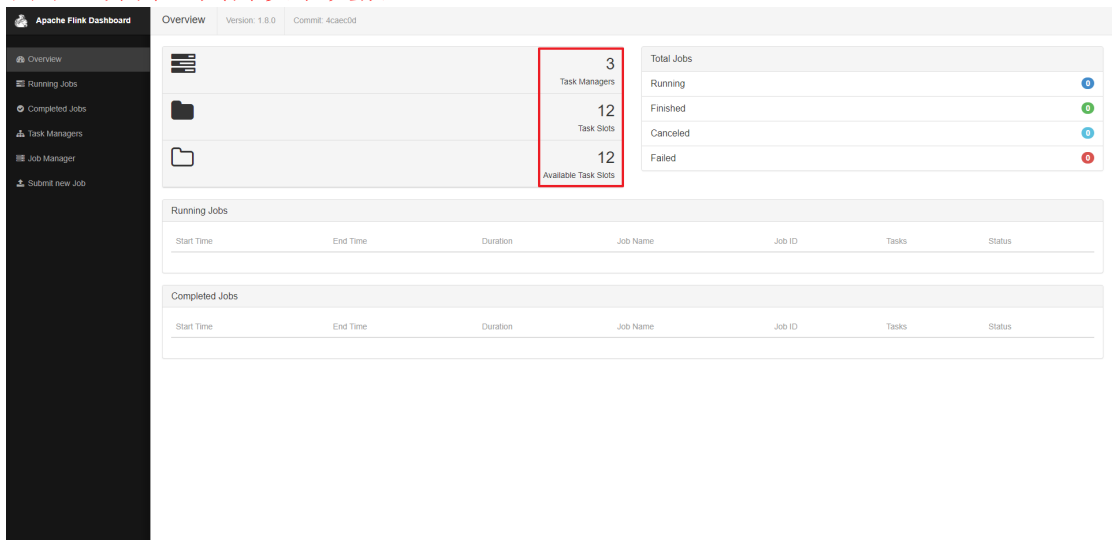 Apache Flink Dashboard
Overview
Version: 1.8.0
Commit: 4caec0d
Overview
Running Jobs
Completed Jobs
Task Managers
Job Manager
Submit new Job
3
Task Managers
12
Task Slots
12
Available Task Slots
Total Jobs
Running 0
Finished 0
Canceled 0
Failed 0
Running Jobs
Start Time End Time Duration Job Name Job ID Tasks Status
Completed Jobs
Start Time End Time Duration Job Name Job ID Tasks Status